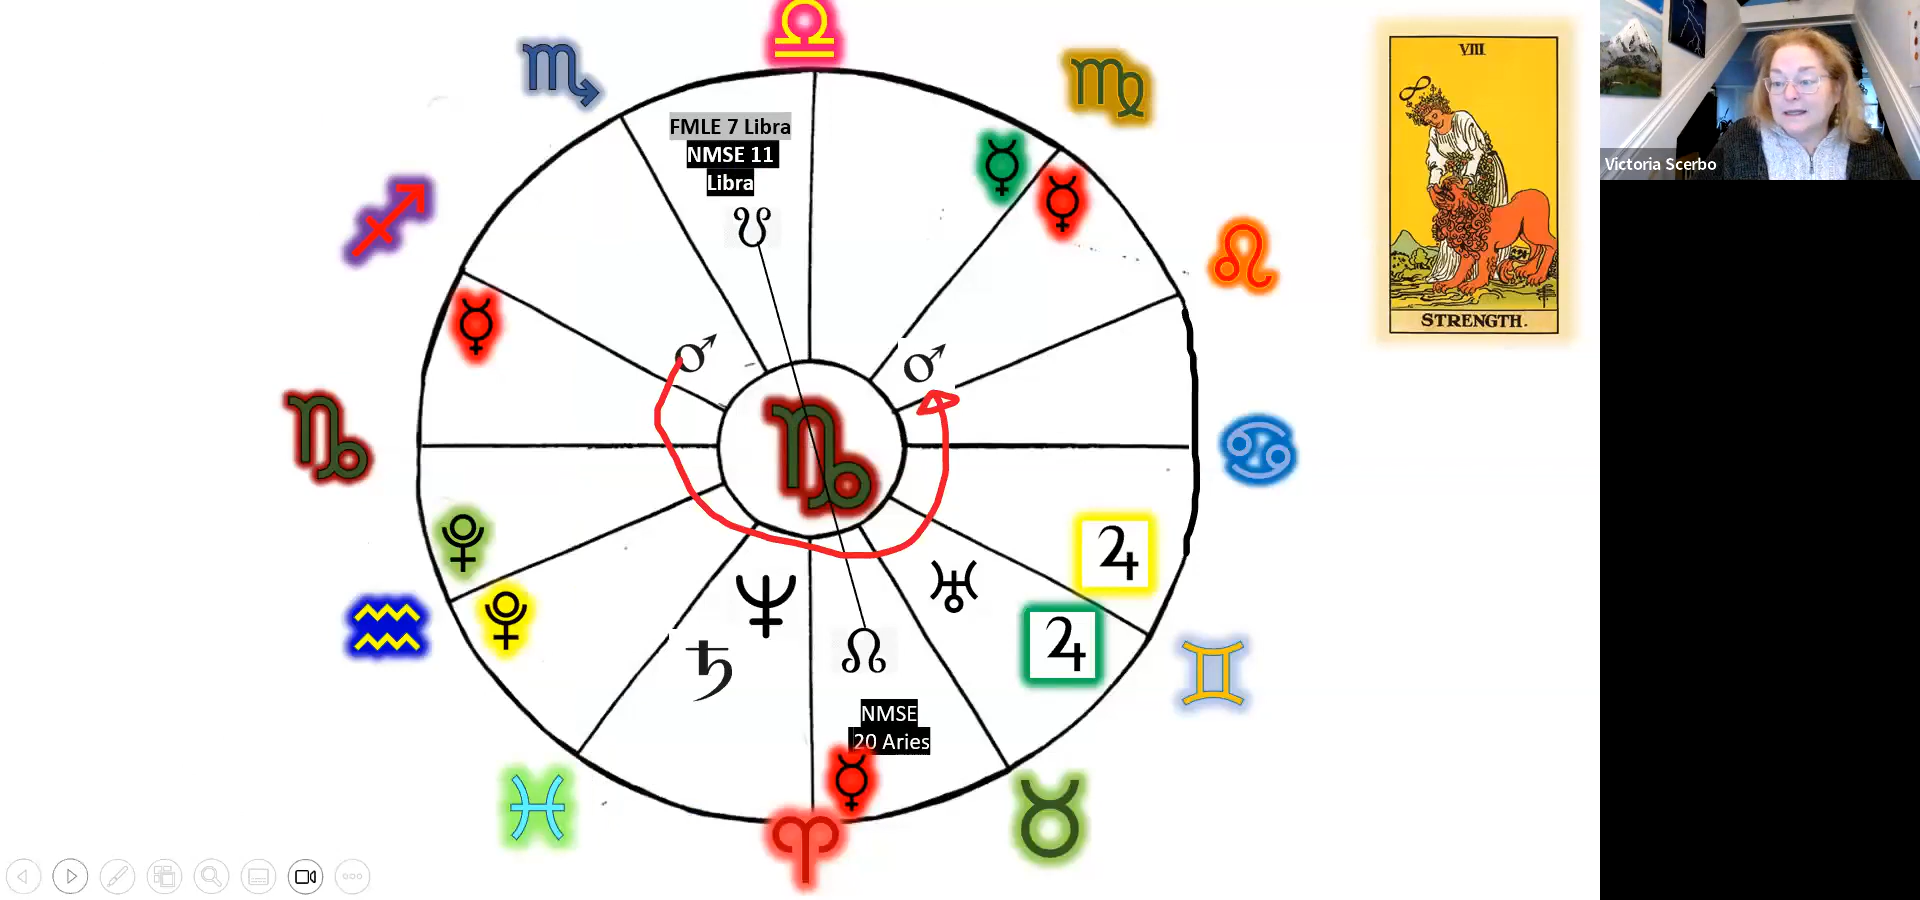 VIII
STRENGTH.
Victoria Scerbo
FMLE 7 Libra
NMSE 11
Libra
NMSE
20 Aries